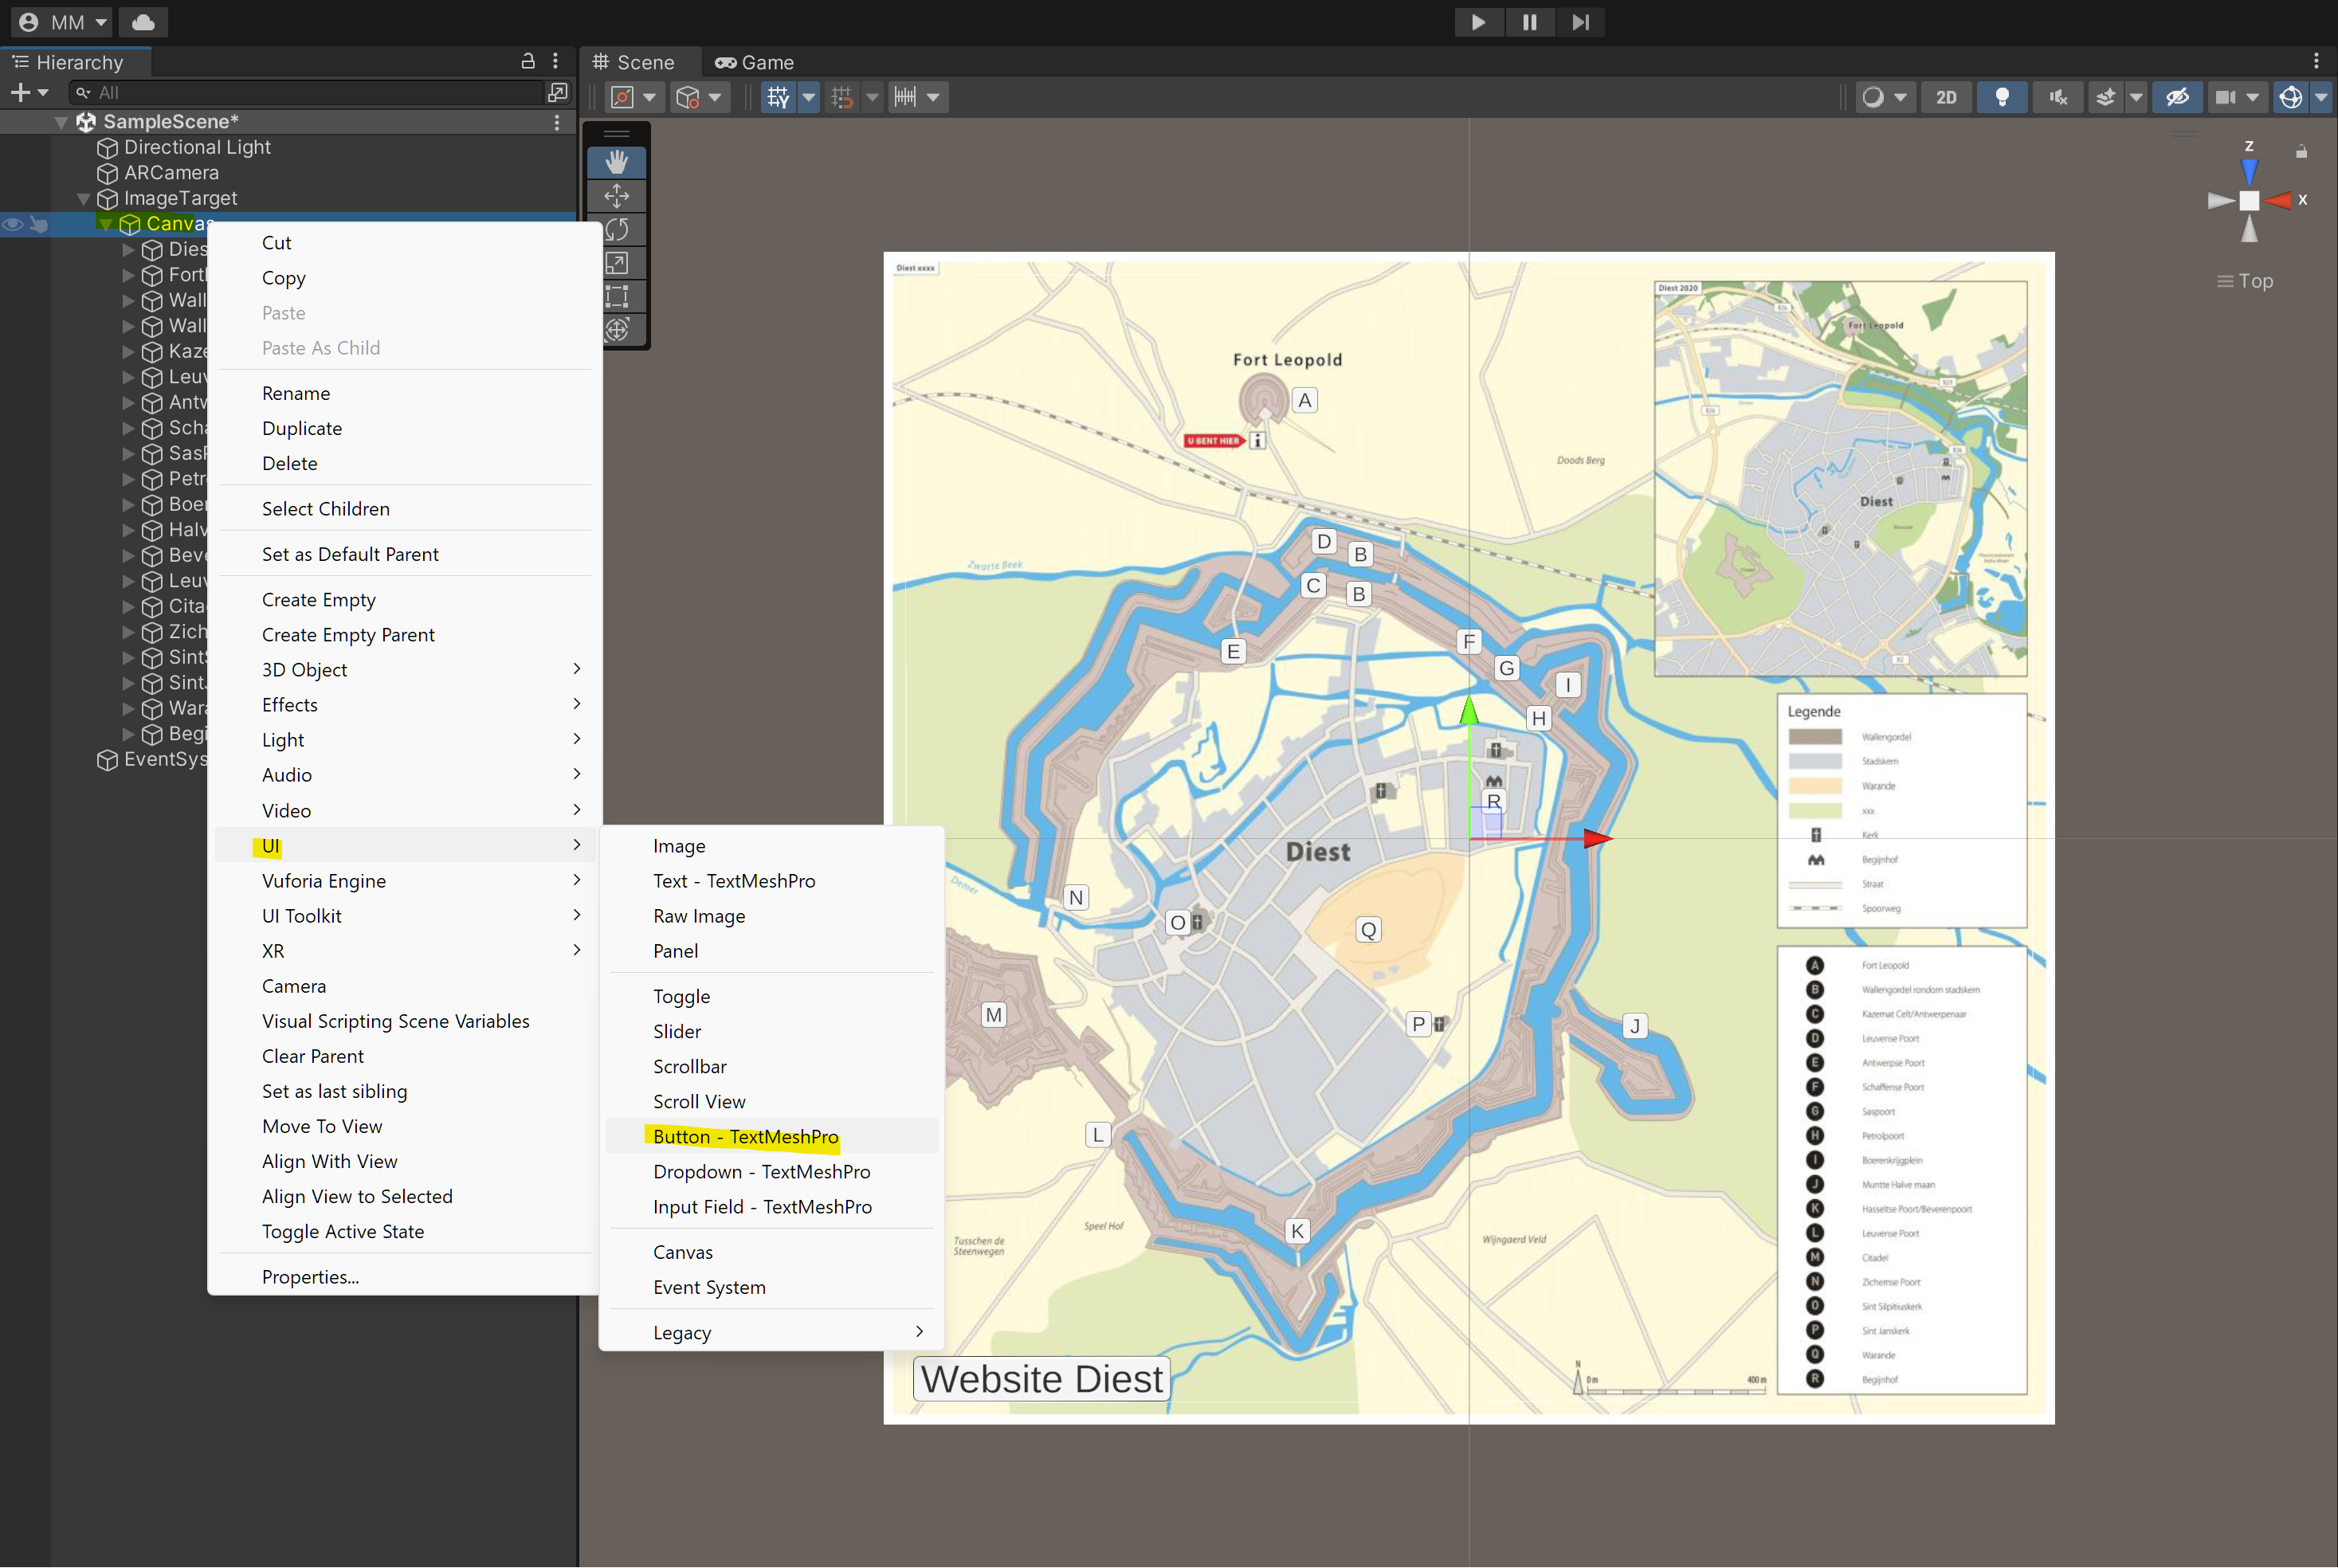 MM
Hierarchy
Scene
Game
All
2D
SampleScene*
Directional Light
ARCamera
ImageTarget
Canvas
Dies
Fort
Wall
Wall
Kaze
Leuv
Antw
Scha
Sas
Petr
Boer
Halv
Beve
Leuv
Cita
Zich
Sint
Sint
Wara
Begi
EventSys
Cut
Copy
Paste
Paste As Child
Rename
Duplicate
Delete
Select Children
Set as Default Parent
Create Empty
Create Empty Parent
3D Object
Effects
Light
Audio
Video
UI
Vuforia Engine
UI Toolkit
XR
Camera
Visual Scripting Scene Variables
Clear Parent
Set as last sibling
Move To View
Align With View
Align View to Selected
Toggle Active State
Properties...
Image
Text - TextMeshPro
Raw Image
Panel
Toggle
Slider
Scrollbar
Scroll View
Button - TextMeshPro
Dropdown - TextMeshPro
Input Field - TextMeshPro
Canvas
Event System
Legacy
z
x
Top
Diest xxxx
Fort Leopold
A
U BENT HIER
i
Doods Berg
Zwarte Beek
D
B
C
B
E
F
G
I
H
R
Diest
Demer
N
O
Q
M
P
J
L
K
Speel Hof
Tusschen de
Steenwegen
Wijngaerd Veld
Website Diest
N
0 m
400 m
Diest 2020
Fort Leopold
Diest
Legende
Wallengordel
Stadskern
Warande
xxx
Kerk
Begijnhof
Straat
Spoorweg
A Fort Leopold
B Wallengordel rondom stadskern
C Kazemat Celt/Antwerpenaar
D Leuvense Poort
E Antwerpse Poort
F Schaffense Poort
G Saspoort
H Petrolpoort
I Boerenkrijgplein
J Muntte Halve maan
K Hasseltse Poort/Beverenpoort
L Leuvense Poort
M Citadel
N Zichemse Poort
O Sint Silpitiuskerk
P Sint Janskerk
Q Warande
R Begijnhof